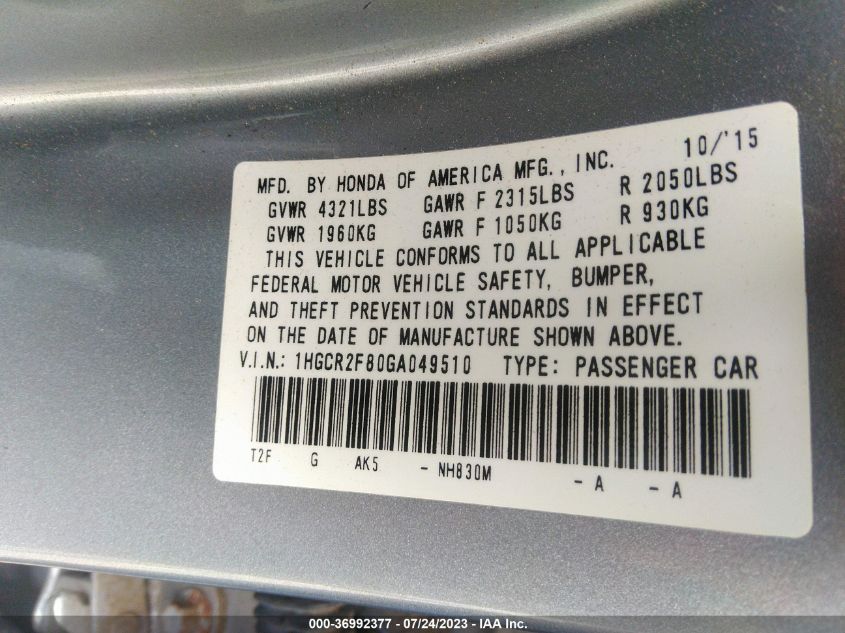 10/'15
MFD. BY HONDA OF AMERICA MFG., INC.
GVWR 4321LBS GAWR F 2315LBS R 2050LBS
GVWR 1960KG GAWR F 1050KG R 930KG
THIS VEHICLE CONFORMS TO ALL APPLICABLE
FEDERAL MOTOR VEHICLE SAFETY, BUMPER,
AND THEFT PREVENTION STANDARDS IN EFFECT
ON THE DATE OF MANUFACTURE SHOWN ABOVE.
V.I.N.: 1HGCR2F80GA049510 TYPE: PASSENGER CAR
T2F G AK5 - NH830M - A - A
000-36992377 / 07/24/2023 - IAA Inc.